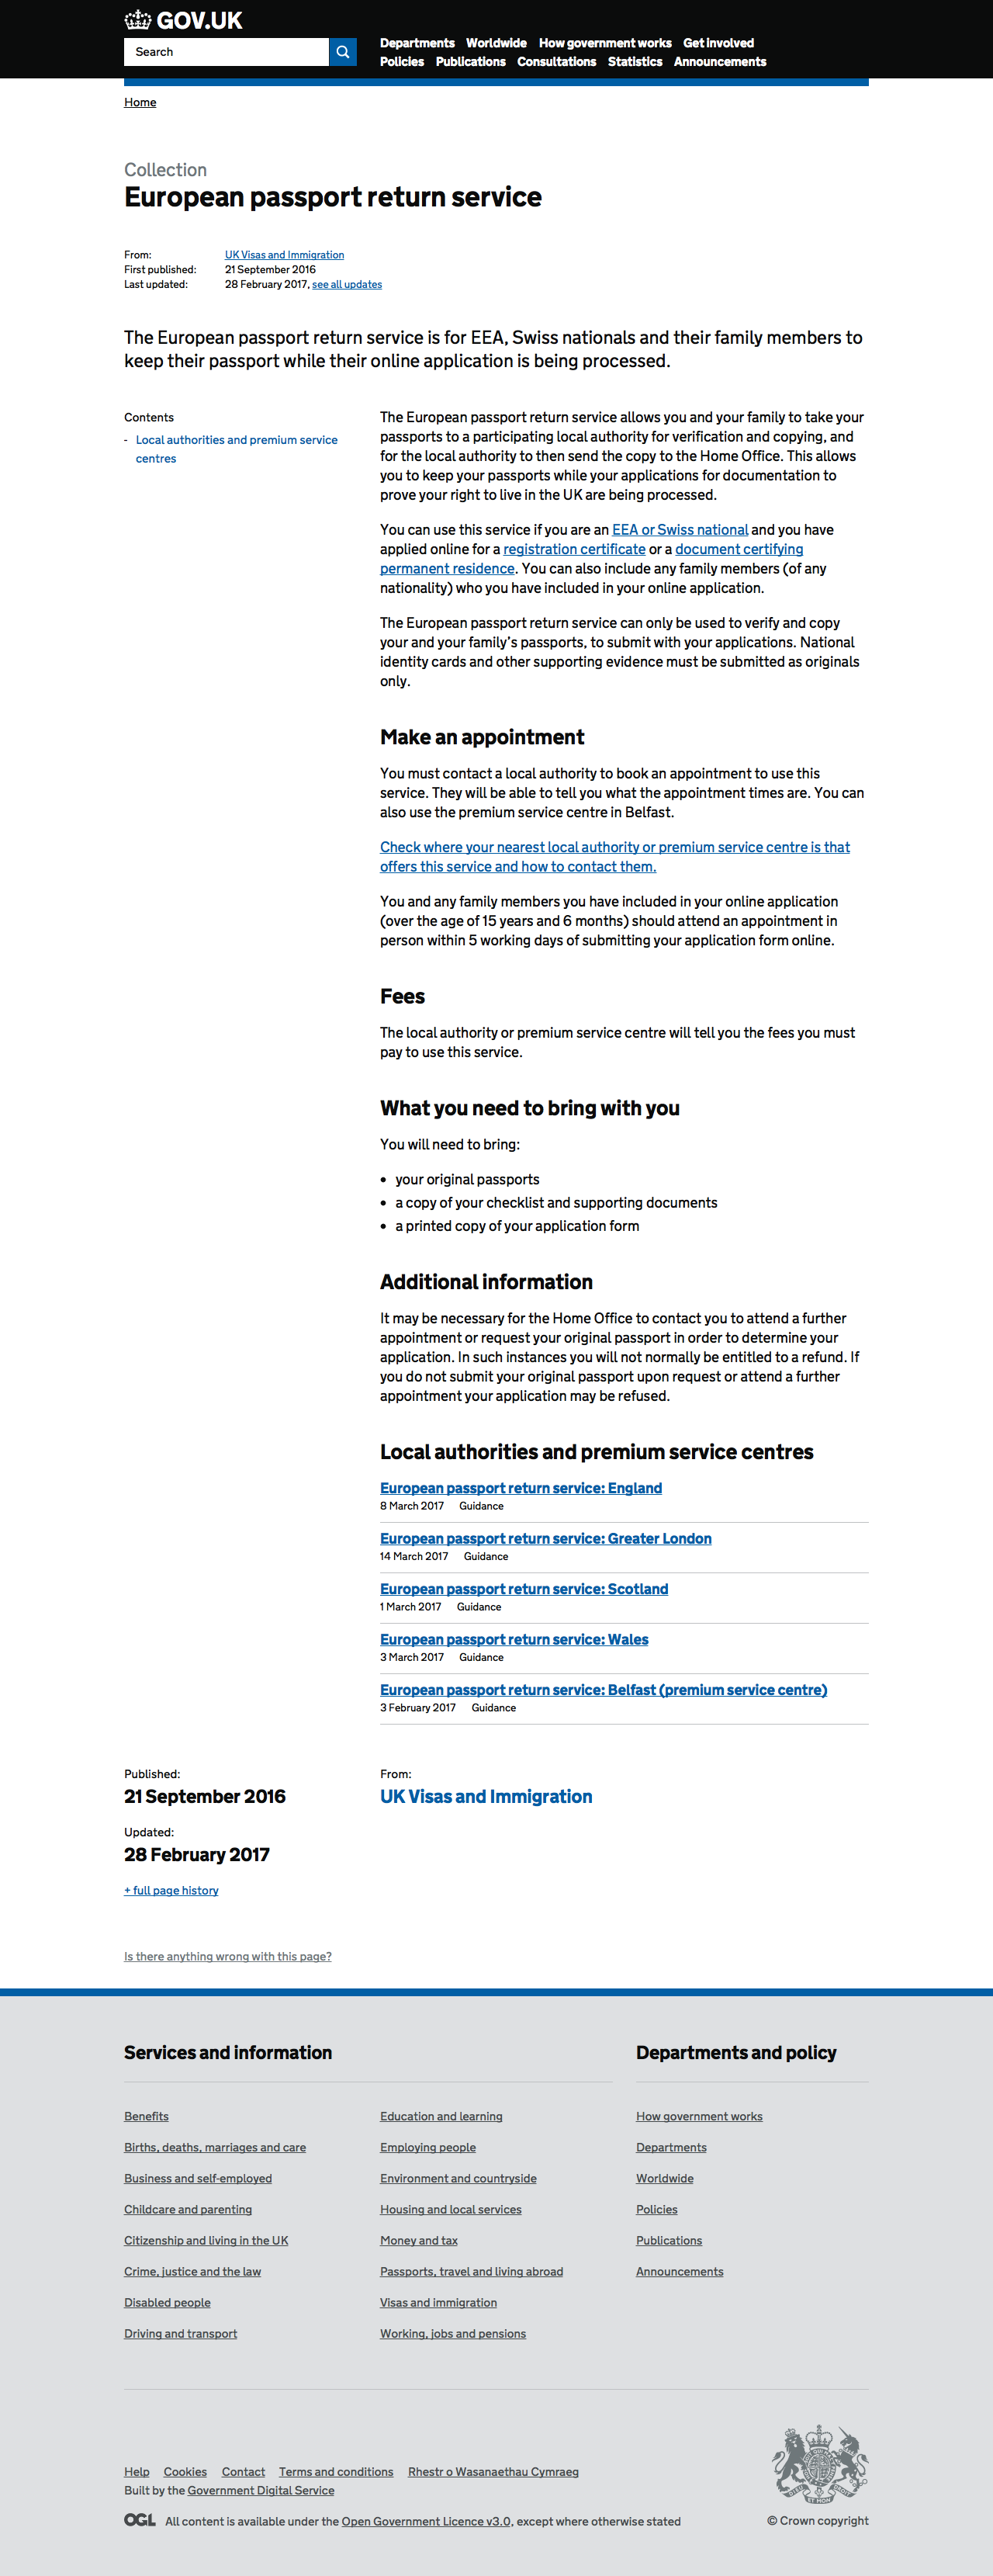 GOV.UK
Search
Departments Worldwide How government works Get involved
Policies Publications Consultations Statistics Announcements
Home
Collection
European passport return service
From: UK Visas and Immigration
First published: 21 September 2016
Last updated: 28 February 2017, see all updates
The European passport return service is for EEA, Swiss nationals and their family members to
keep their passport while their online application is being processed.
Contents
- Local authorities and premium service
centres
The European passport return service allows you and your family to take your
passports to a participating local authority for verification and copying, and
for the local authority to then send the copy to the Home Office. This allows
you to keep your passports while your applications for documentation to
prove your right to live in the UK are being processed.
You can use this service if you are an EEA or Swiss national and you have
applied online for a registration certificate or a document certifying
permanent residence. You can also include any family members (of any
nationality) who you have included in your online application.
The European passport return service can only be used to verify and copy
your and your family's passports, to submit with your applications. National
identity cards and other supporting evidence must be submitted as originals
only.
Make an appointment
You must contact a local authority to book an appointment to use this
service. They will be able to tell you what the appointment times are. You can
also use the premium service centre in Belfast.
Check where your nearest local authority or premium service centre is that
offers this service and how to contact them.
You and any family members you have included in your online application
(over the age of 15 years and 6 months) should attend an appointment in
person within 5 working days of submitting your application form online.
Fees
The local authority or premium service centre will tell you the fees you must
pay to use this service.
What you need to bring with you
You will need to bring:
• your original passports
• a copy of your checklist and supporting documents
• a printed copy of your application form
Additional information
It may be necessary for the Home Office to contact you to attend a further
appointment or request your original passport in order to determine your
application. In such instances you will not normally be entitled to a refund. If
you do not submit your original passport upon request or attend a further
appointment your application may be refused.
Local authorities and premium service centres
European passport return service: England
8 March 2017 Guidance
European passport return service: Greater London
14 March 2017 Guidance
European passport return service: Scotland
1 March 2017 Guidance
European passport return service: Wales
3 March 2017 Guidance
European passport return service: Belfast (premium service centre)
3 February 2017 Guidance
Published:
21 September 2016
Updated:
28 February 2017
+ full page history
From:
UK Visas and Immigration
Is there anything wrong with this page?
Services and information
Benefits
Births, deaths, marriages and care
Business and self-employed
Childcare and parenting
Citizenship and living in the UK
Crime, justice and the law
Disabled people
Driving and transport
Education and learning
Employing people
Environment and countryside
Housing and local services
Money and tax
Passports, travel and living abroad
Visas and immigration
Working, jobs and pensions
Departments and policy
How government works
Departments
Worldwide
Policies
Publications
Announcements
Help Cookies Contact Terms and conditions Rhestr o Wasanaethau Cymraeg
Built by the Government Digital Service
OGL All content is available under the Open Government Licence v3.0, except where otherwise stated
© Crown copyright